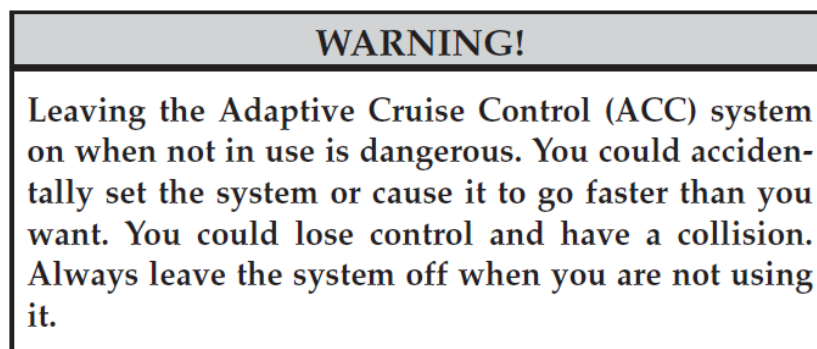 WARNING!
Leaving the Adaptive Cruise Control (ACC) system
on when not in use is dangerous. You could acciden-
tally set the system or cause it to go faster than you
want. You could lose control and have a collision.
Always leave the system off when you are not using
it.